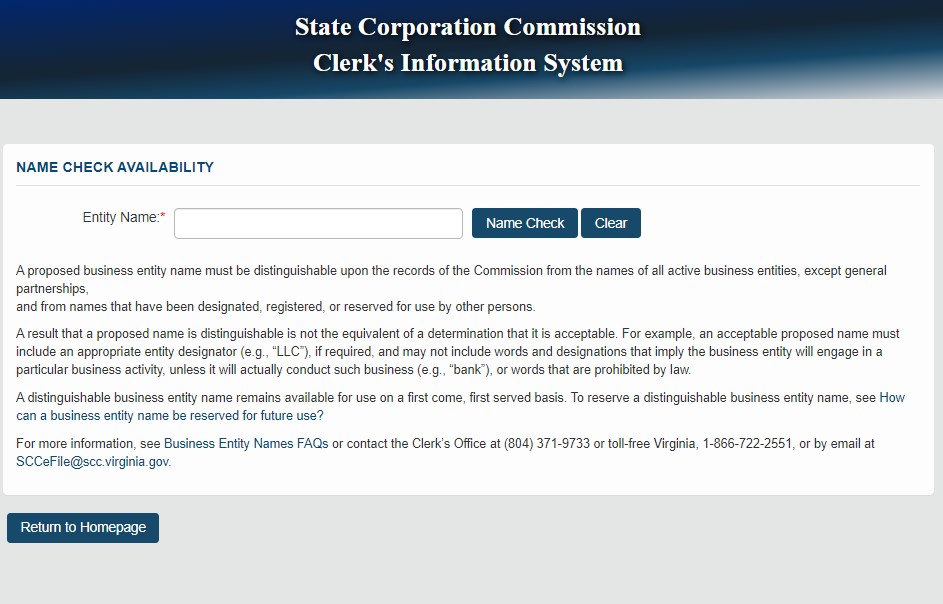 State Corporation Commission
Clerk's Information System
NAME CHECK AVAILABILITY
Entity Name:* Name Check Clear
A proposed business entity name must be distinguishable upon the records of the Commission from the names of all active business entities, except general
partnerships,
and from names that have been designated, registered, or reserved for use by other persons.
A result that a proposed name is distinguishable is not the equivalent of a determination that it is acceptable. For example, an acceptable proposed name must
include an appropriate entity designator (e.g., “LLC”), if required, and may not include words and designations that imply the business entity will engage in a
particular business activity, unless it will actually conduct such business (e.g., “bank”), or words that are prohibited by law.
A distinguishable business entity name remains available for use on a first come, first served basis. To reserve a distinguishable business entity name, see How
can a business entity name be reserved for future use?
For more information, see Business Entity Names FAQs or contact the Clerk’s Office at (804) 371-9733 or toll-free Virginia, 1-866-722-2551, or by email at
SCCeFile@scc.virginia.gov.
Return to Homepage